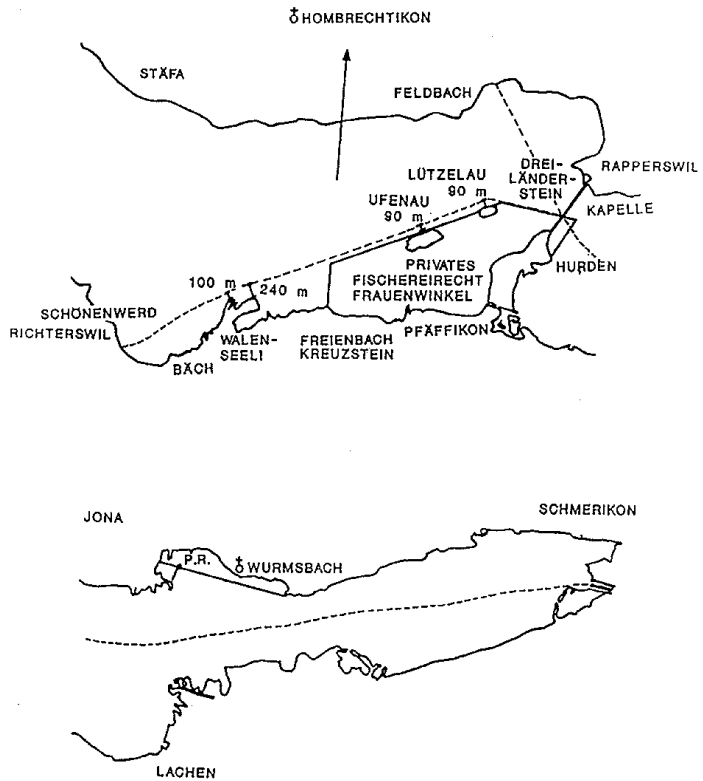 HOMBRECHTIKON
STÄFA
FELDBACH
DREI-
LÄNDER-
STEIN
RAPPERSWIL
KAPELLE
LÜTZELAU
90 m
UFENAU
90 m
HURDEN
PRIVATES
FISCHEREIRECHT
FRAUENWINKEL
100 m
240 m
SCHÖNENWERD
RICHTERSWIL
BÄCH
WALEN-
SEELI
FREIENBACH
KREUZSTEIN
PFÄFFIKON
JONA
SCHMERIKON
P.R.
WURMSBACH
LACHEN